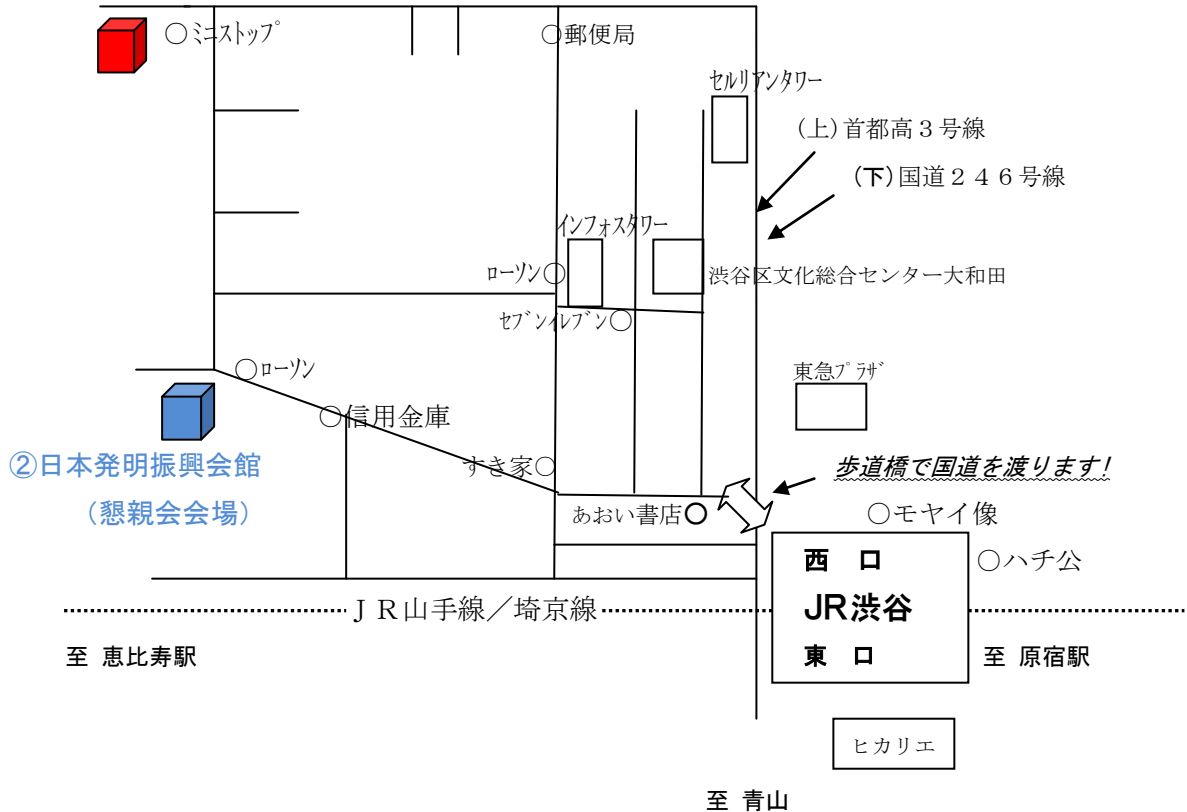 ○ミニストップ
○郵便局
セルリアンタワー
(上)首都高３号線
(下)国道２４６号線
インフォスタワー
ローソン○
渋谷区文化総合センター大和田
セブンイレブン○
○ローソン
東急プラザ
○信用金庫
②日本発明振興会館
（懇親会会場）
すき家○
歩道橋で国道を渡ります!
あおい書店○
○モヤイ像
西 口
○ハチ公
ＪＲ山手線／埼京線
JR渋谷
至 恵比寿駅
東 口
至 原宿駅
ヒカリエ
至 青山